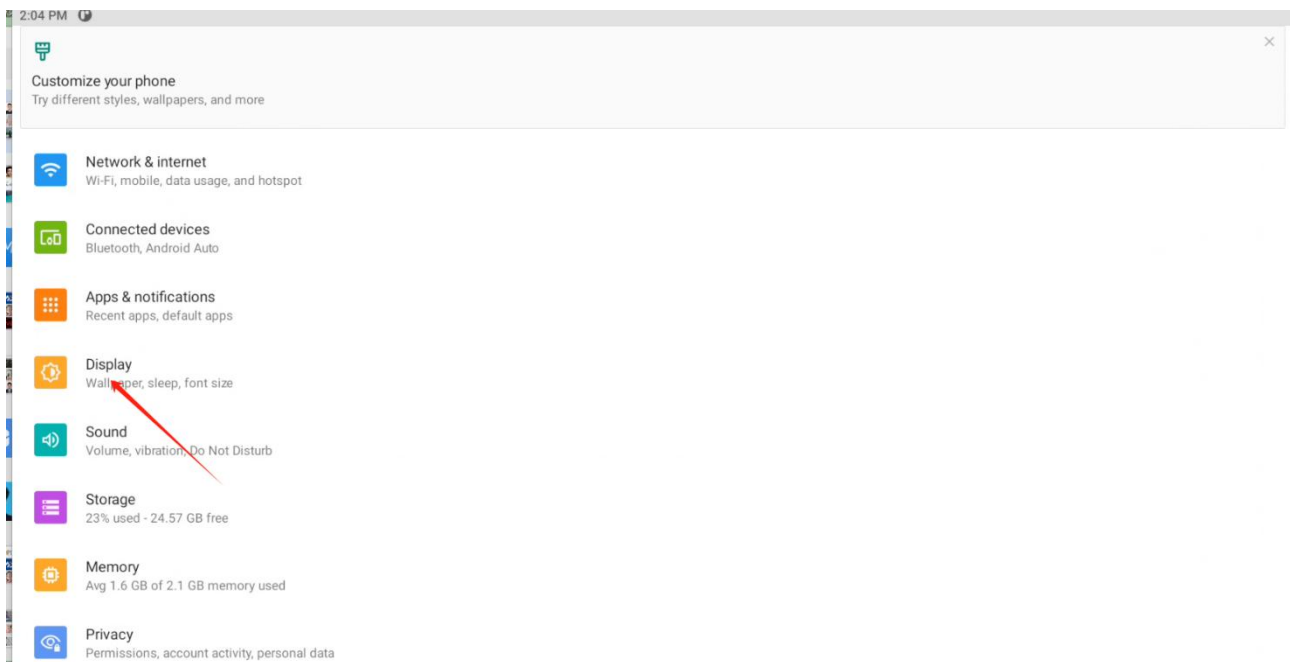 2:04 PM
Customize your phone
Try different styles, wallpapers, and more
Network & internet
Wi-Fi, mobile, data usage, and hotspot
Connected devices
Bluetooth, Android Auto
Apps & notifications
Recent apps, default apps
Display
Wallpaper, sleep, font size
Sound
Volume, vibration, Do Not Disturb
Storage
23% used - 24.57 GB free
Memory
Avg 1.6 GB of 2.1 GB memory used
Privacy
Permissions, account activity, personal data